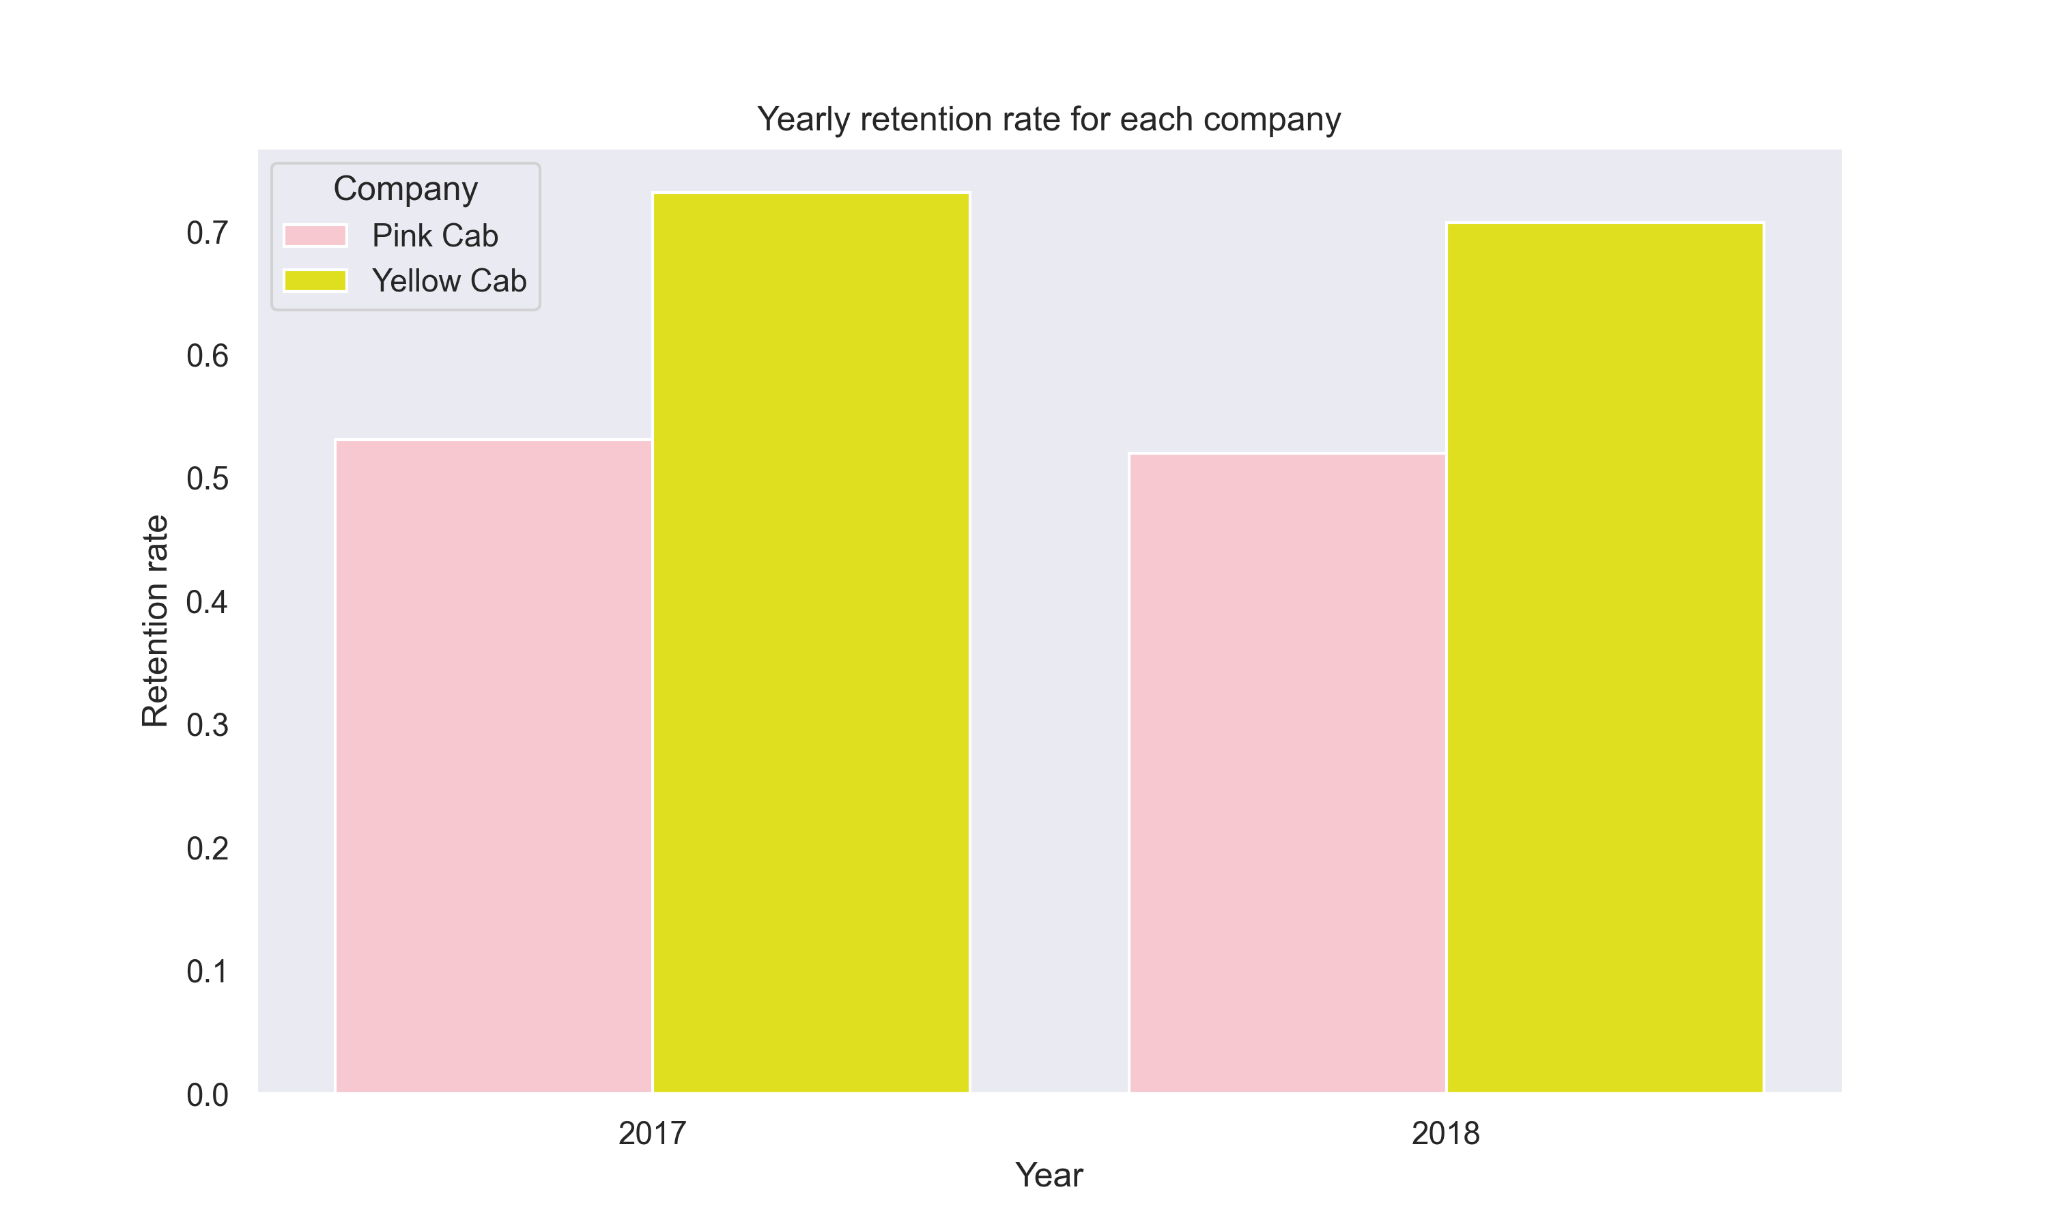 Yearly retention rate for each company
Company
Pink Cab
Yellow Cab
Retention rate
0.7
0.6
0.5
0.4
0.3
0.2
0.1
0.0
2017
2018
Year